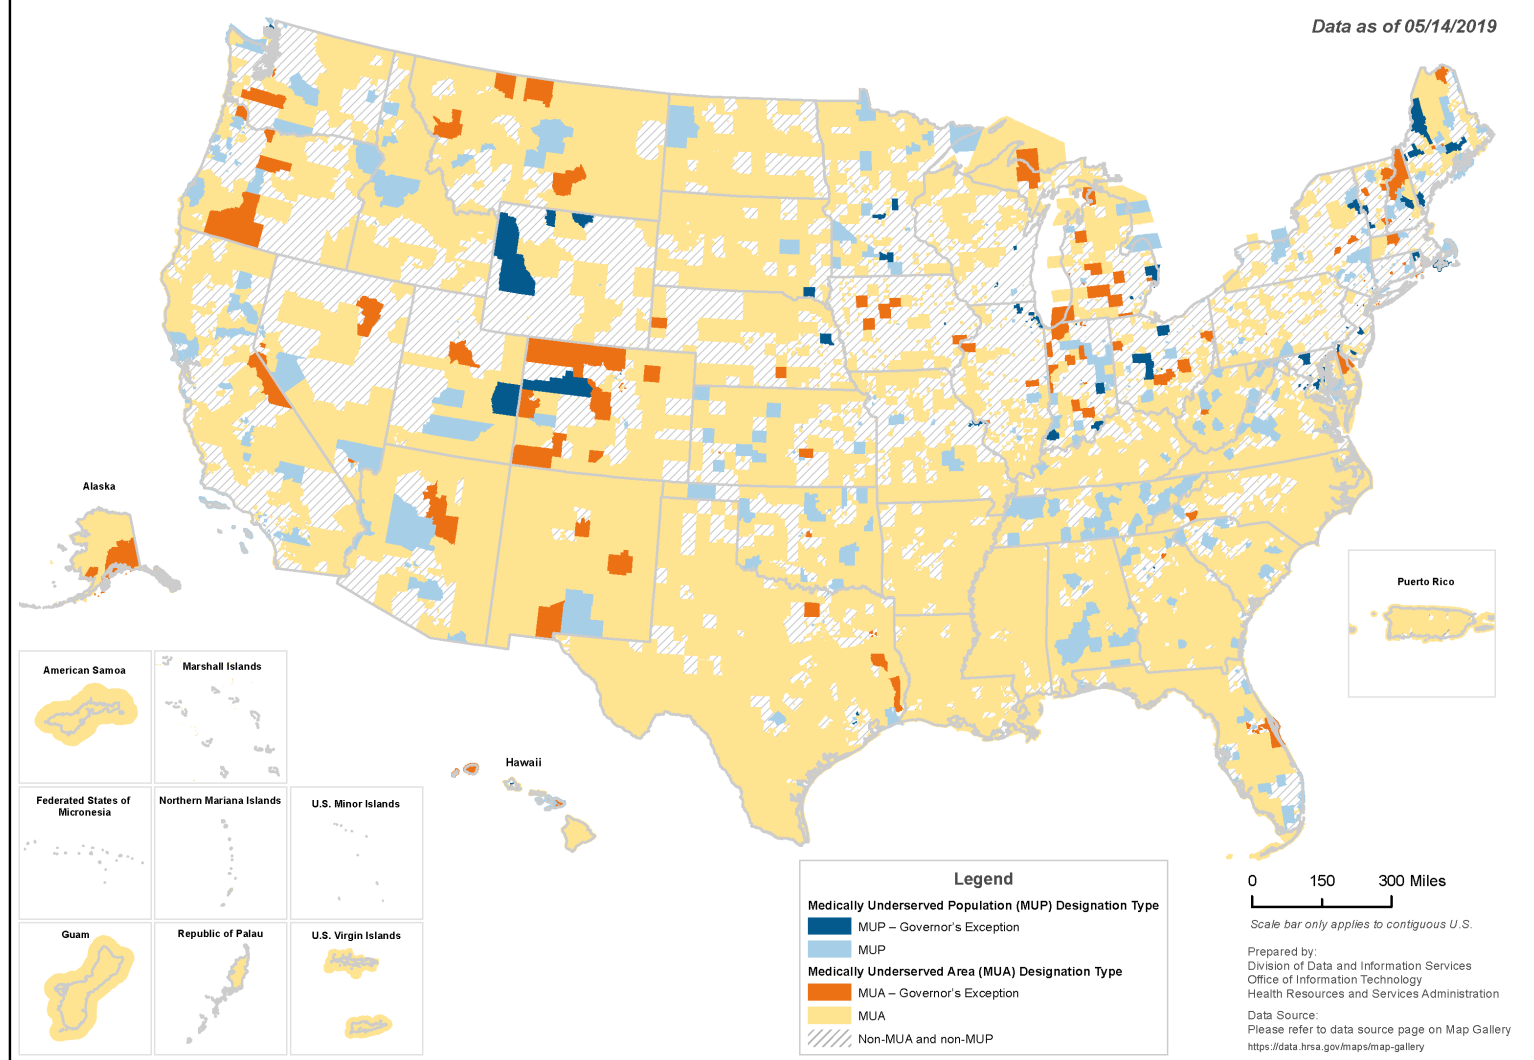 Data as of 05/14/2019
Alaska
Puerto Rico
American Samoa
Marshall Islands
Hawaii
Federated States of
Micronesia
Northern Mariana Islands
U.S. Minor Islands
Guam
Republic of Palau
U.S. Virgin Islands
Legend
Medically Underserved Population (MUP) Designation Type
MUP – Governor's Exception
MUP
Medically Underserved Area (MUA) Designation Type
MUA – Governor's Exception
MUA
Non-MUA and non-MUP
0 150 300 Miles
Scale bar only applies to contiguous U.S.
Prepared by:
Division of Data and Information Services
Office of Information Technology
Health Resources and Services Administration
Data Source:
Please refer to data source page on Map Gallery
https://data.hrsa.gov/maps/map-gallery